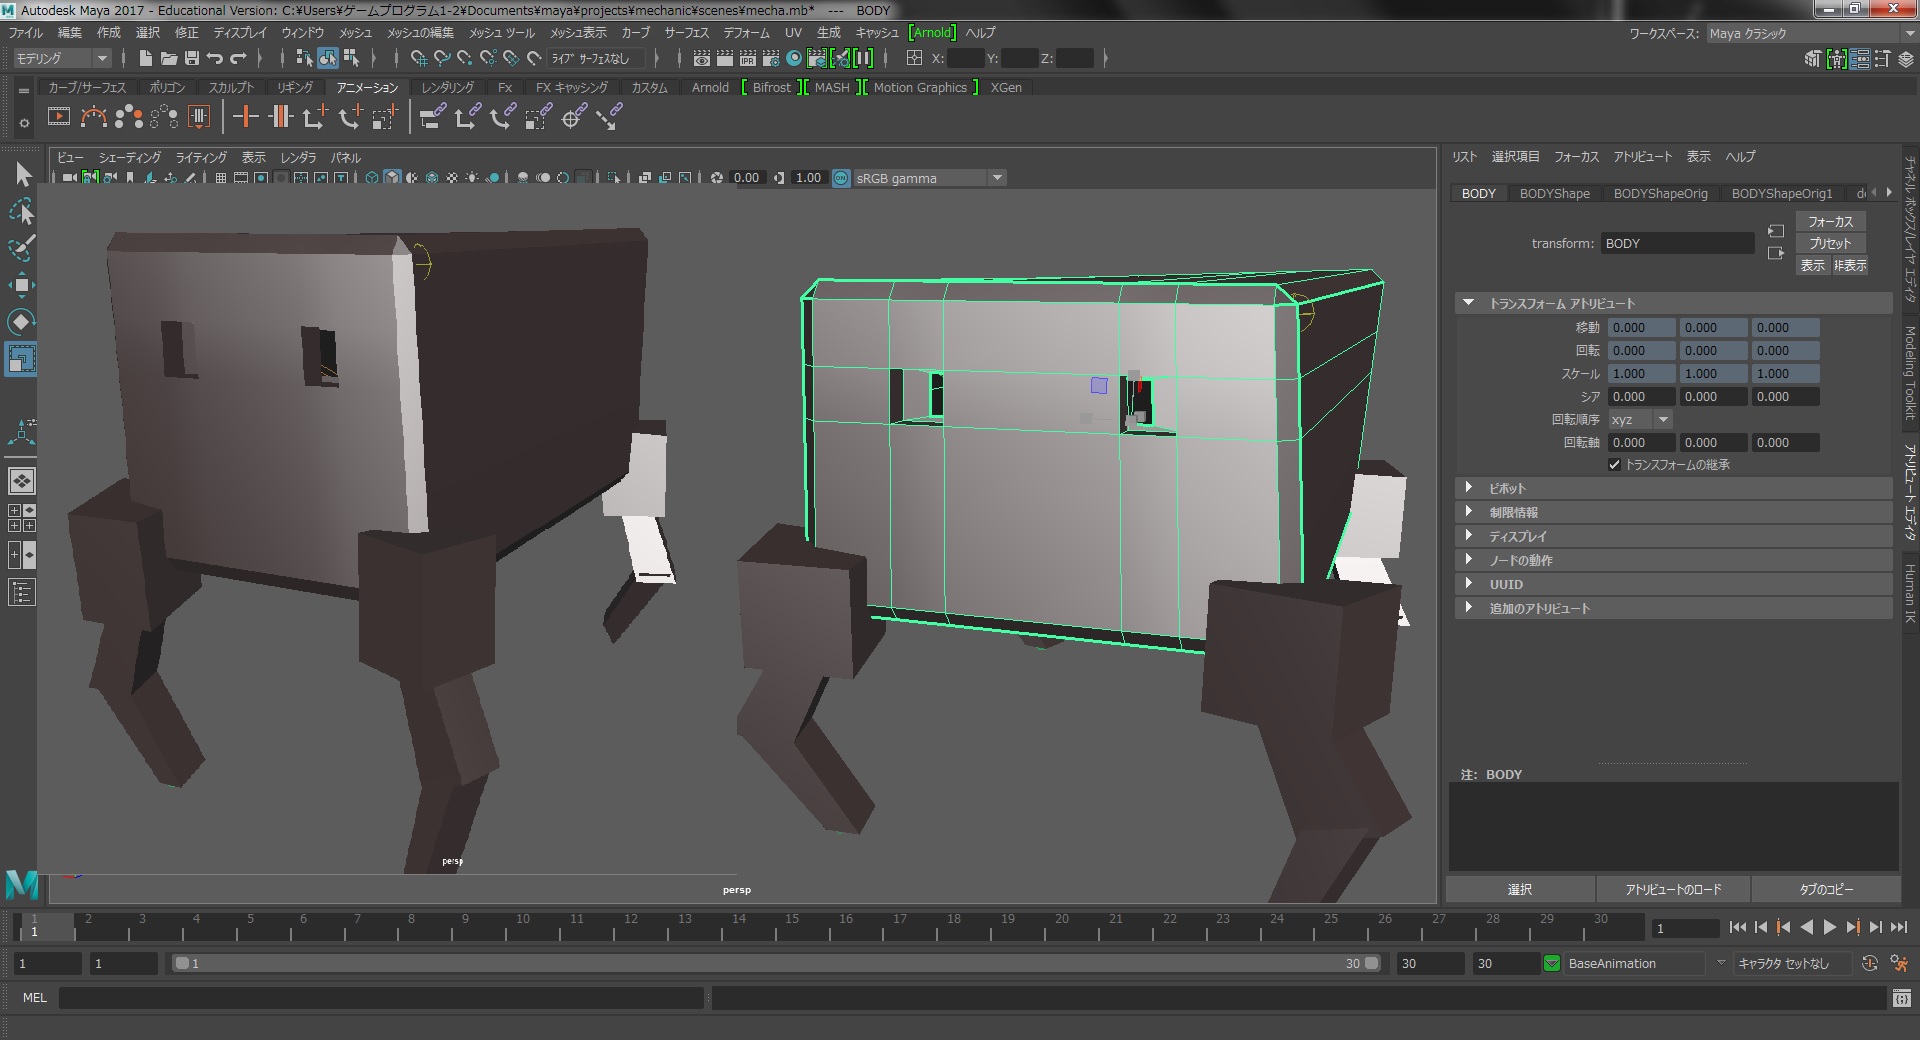 Autodesk Maya 2017 - Educational Version: C:¥Users¥ゲームプログラム1-2¥Documents¥maya¥projects¥mechanic¥scenes¥mecha.mb* --- BODY
ファイル 編集 作成 選択 修正 ディスプレイ ウィンドウ メッシュ メッシュの編集 メッシュ ツール メッシュ表示 カーブ サーフェス デフォーム UV 生成 キャッシュ [Arnold] ヘルプ
ワークスペース: Maya クラシック
モデリング
ライブ サーフェスなし
IPR
X: Y: Z:
カーブ/サーフェス ポリゴン スカルプト リギング アニメーション レンダリング Fx FX キャッシング カスタム Arnold [ Bifrost ][ MASH ][ Motion Graphics ] XGen
ビュー シェーディング ライティング 表示 レンダラ パネル
0.00 1.00 ON sRGB gamma
persp
persp
リスト 選択項目 フォーカス アトリビュート 表示 ヘルプ
BODY BODYShape BODYShapeOrig BODYShapeOrig1
transform: BODY
フォーカス
プリセット
表示 非表示
トランスフォーム アトリビュート
移動 0.000 0.000 0.000
回転 0.000 0.000 0.000
スケール 1.000 1.000 1.000
シア 0.000 0.000 0.000
回転順序 xyz
回転軸 0.000 0.000 0.000
トランスフォームの継承
ピボット
制限情報
ディスプレイ
ノードの動作
UUID
追加のアトリビュート
注: BODY
選択 アトリビュートのロード タブのコピー
チャネル ボックス/レイヤ エディタ
Modeling Toolkit
アトリビュート エディタ
Human IK
1 2 3 4 5 6 7 8 9 10 11 12 13 14 15 16 17 18 19 20 21 22 23 24 25 26 27 28 29 30
1
1
1 1 1 30 30 30 BaseAnimation キャラクタ セットなし
MEL